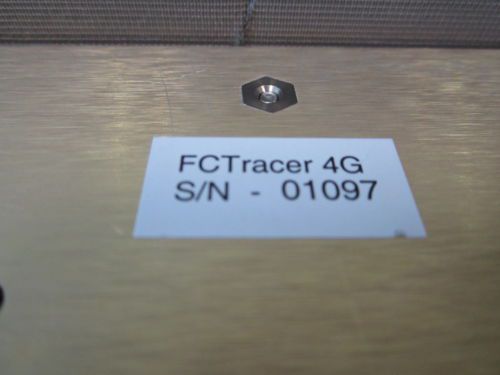 FCTracer 4G
S/N - 01097